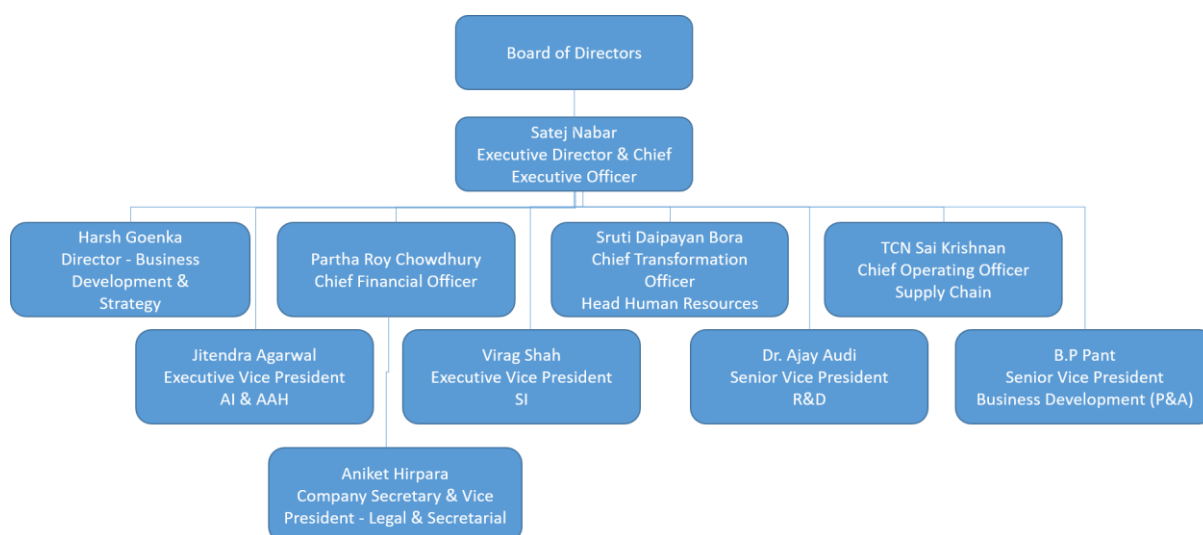 Board of Directors
Satej Nabar
Executive Director & Chief
Executive Officer
Harsh Goenka
Director - Business
Development &
Strategy
Partha Roy Chowdhury
Chief Financial Officer
Sruti Daipayan Bora
Chief Transformation
Officer
Head Human Resources
TCN Sai Krishnan
Chief Operating Officer
Supply Chain
Jitendra Agarwal
Executive Vice President
AI & AAH
Virag Shah
Executive Vice President
SI
Dr. Ajay Audi
Senior Vice President
R&D
B.P Pant
Senior Vice President
Business Development (P&A)
Aniket Hirpara
Company Secretary & Vice
President - Legal & Secretarial